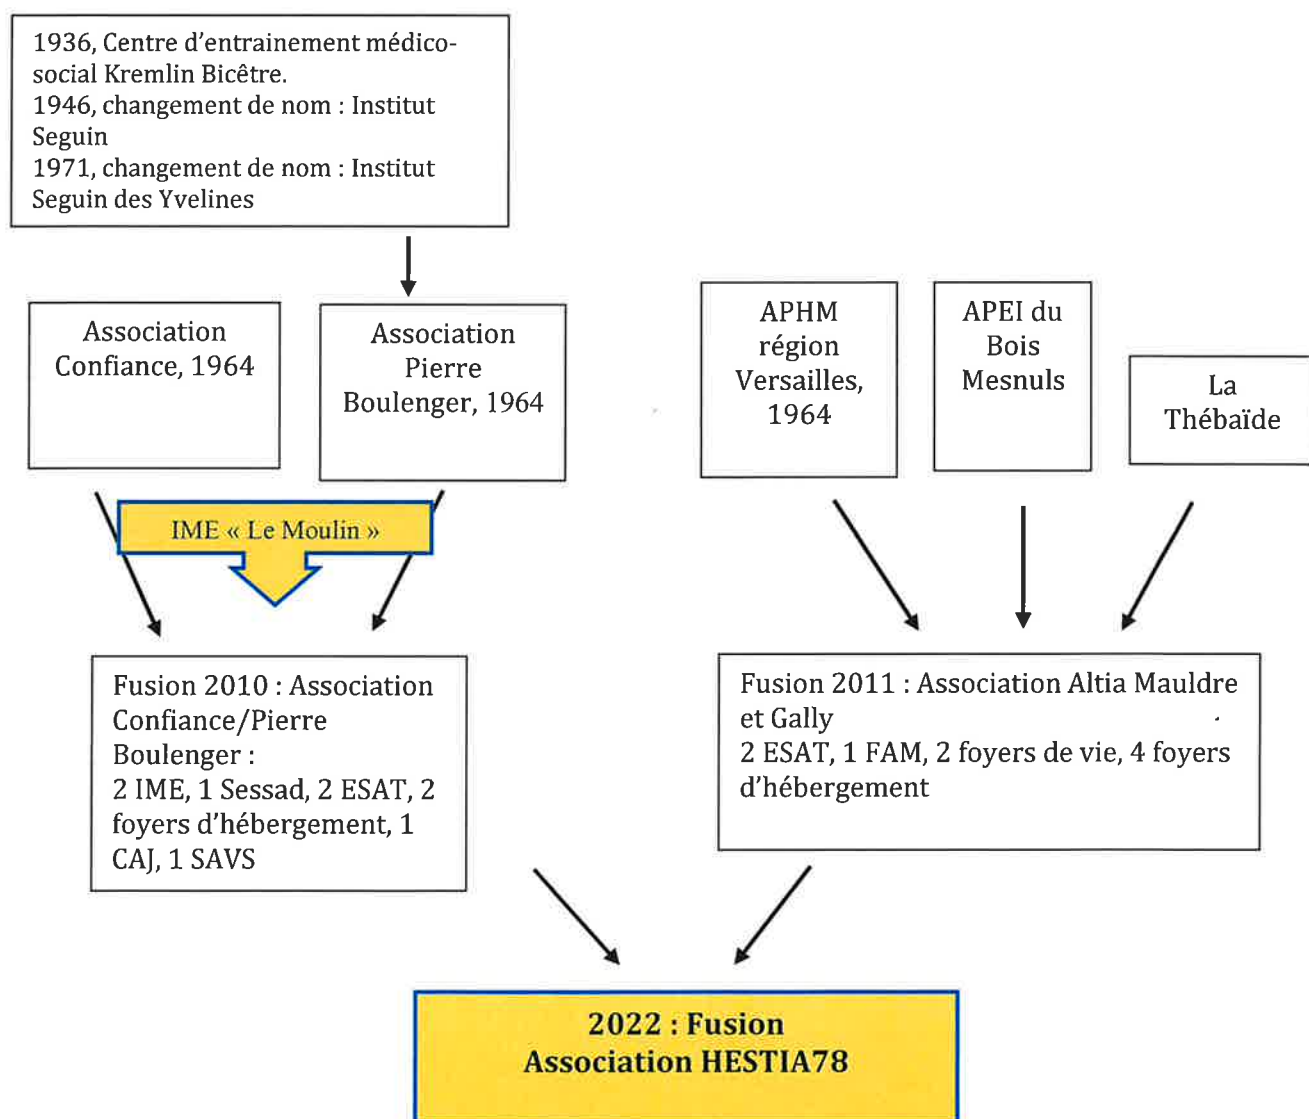 1936, Centre d'entrainement médico-
social Kremlin Bicêtre.
1946, changement de nom : Institut
Seguin
1971, changement de nom : Institut
Seguin des Yvelines
Association
Confiance, 1964
Association
Pierre
Boulenger, 1964
APHM
région
Versailles,
1964
APEI du
Bois
Mesnuls
La
Thébaïde
IME « Le Moulin »
Fusion 2010 : Association
Confiance/Pierre
Boulenger :
2 IME, 1 Sessad, 2 ESAT, 2
foyers d'hébergement, 1
CAJ, 1 SAVS
Fusion 2011 : Association Altia Mauldre
et Gally
2 ESAT, 1 FAM, 2 foyers de vie, 4 foyers
d'hébergement
2022 : Fusion
Association HESTIA78